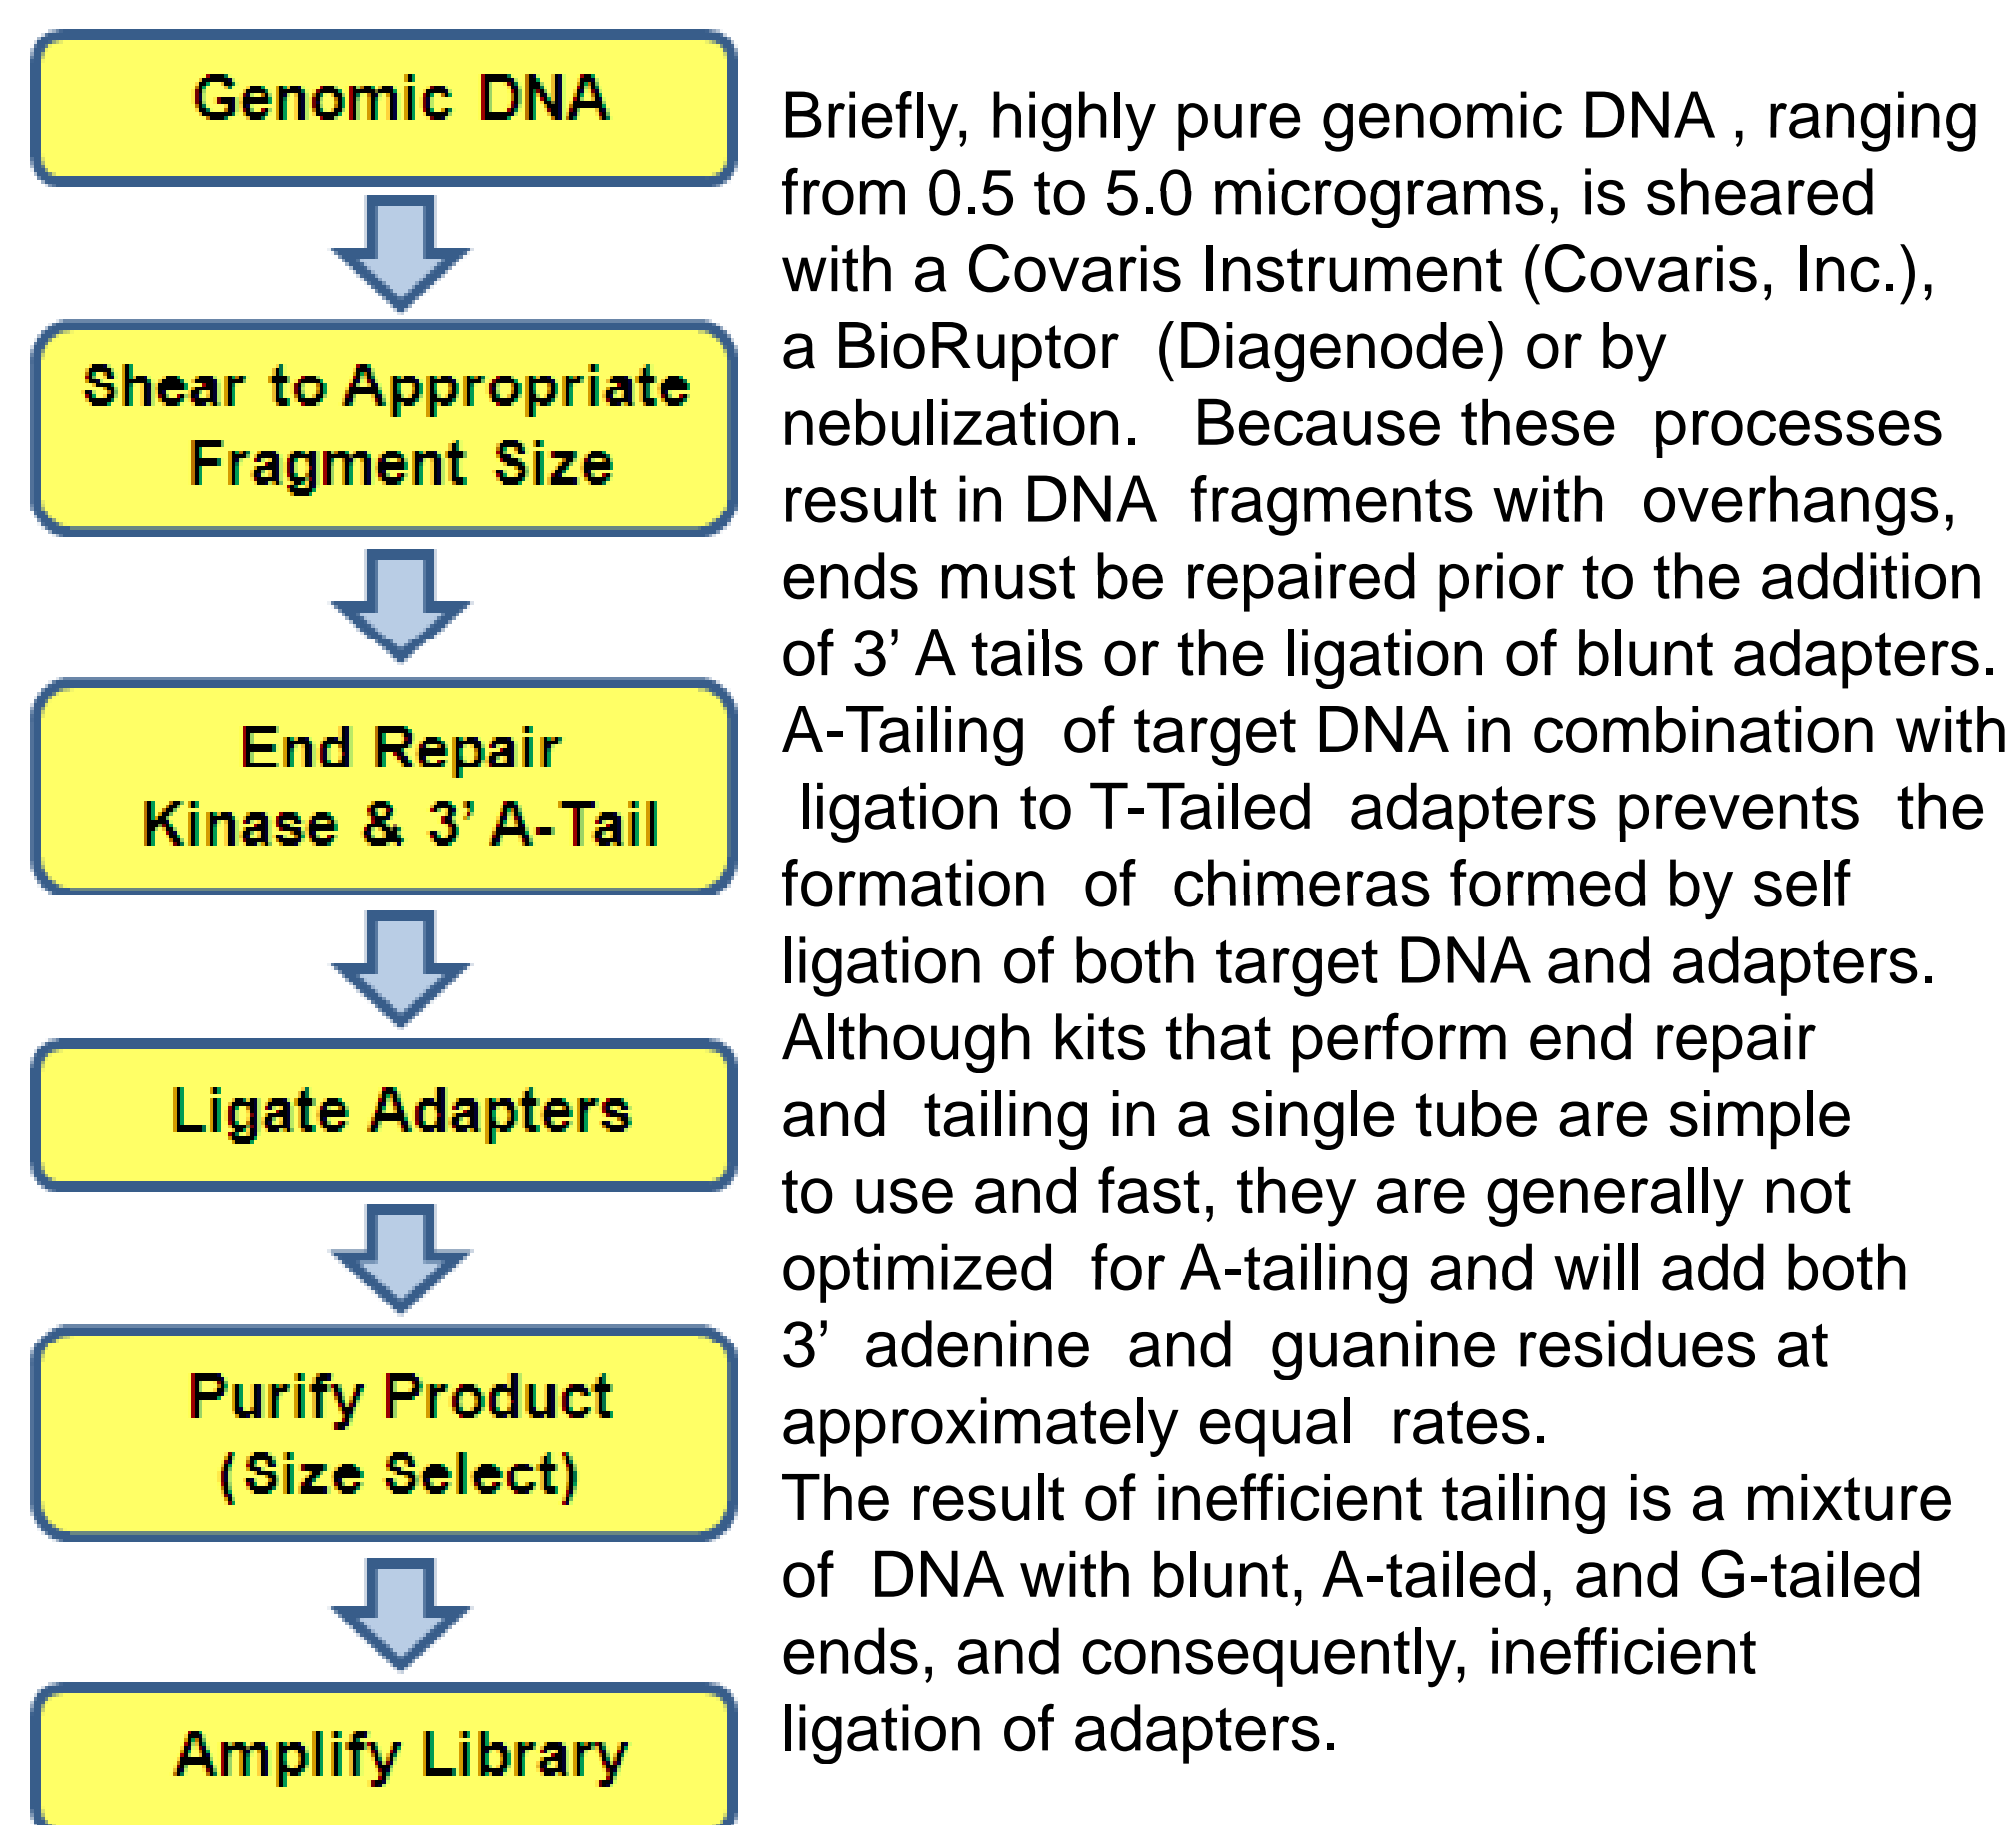 Genomic DNA
Shear to Appropriate
Fragment Size
End Repair
Kinase & 3’ A-Tail
Ligate Adapters
Purify Product
(Size Select)
Amplify Library
Briefly, highly pure genomic DNA , ranging
from 0.5 to 5.0 micrograms, is sheared
with a Covaris Instrument (Covaris, Inc.),
a BioRuptor (Diagenode) or by
nebulization. Because these processes
result in DNA fragments with overhangs,
ends must be repaired prior to the addition
of 3’ A tails or the ligation of blunt adapters.
A-Tailing of target DNA in combination with
ligation to T-Tailed adapters prevents the
formation of chimeras formed by self
ligation of both target DNA and adapters.
Although kits that perform end repair
and tailing in a single tube are simple
to use and fast, they are generally not
optimized for A-tailing and will add both
3’ adenine and guanine residues at
approximately equal rates.
The result of inefficient tailing is a mixture
of DNA with blunt, A-tailed, and G-tailed
ends, and consequently, inefficient
ligation of adapters.